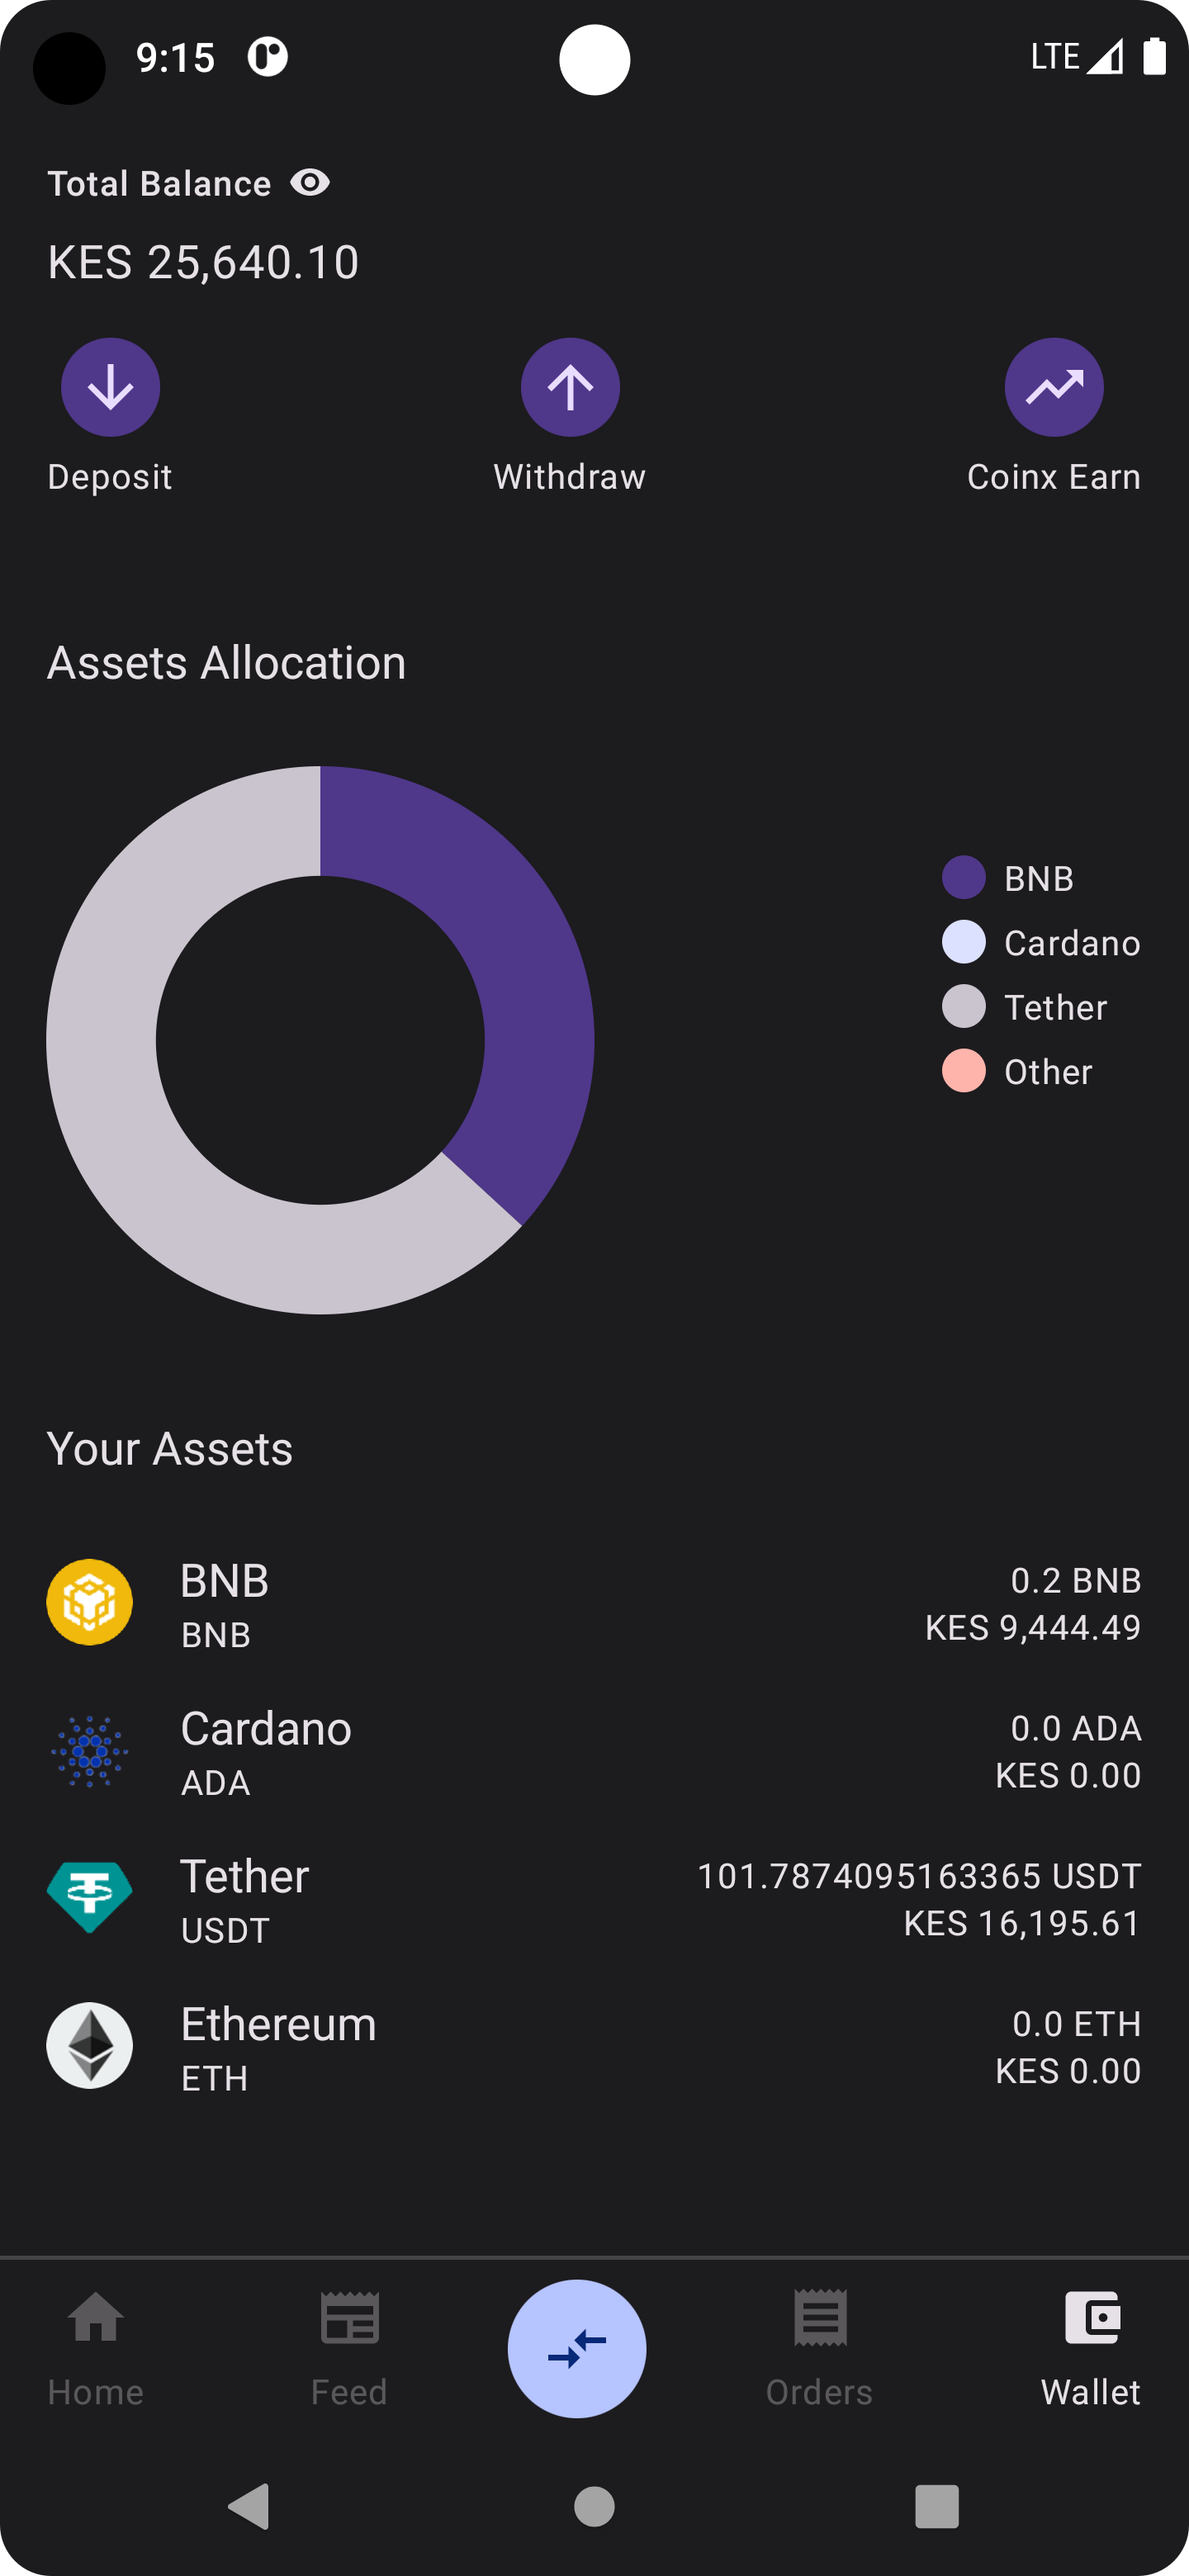 9:15
LTE
Total Balance
KES 25,640.10
Deposit
Withdraw
Coinx Earn
Assets Allocation
BNB
Cardano
Tether
Other
Your Assets
BNB
BNB
0.2 BNB
KES 9,444.49
Cardano
ADA
0.0 ADA
KES 0.00
Tether
USDT
101.7874095163365 USDT
KES 16,195.61
Ethereum
ETH
0.0 ETH
KES 0.00
Home
Feed
Orders
Wallet